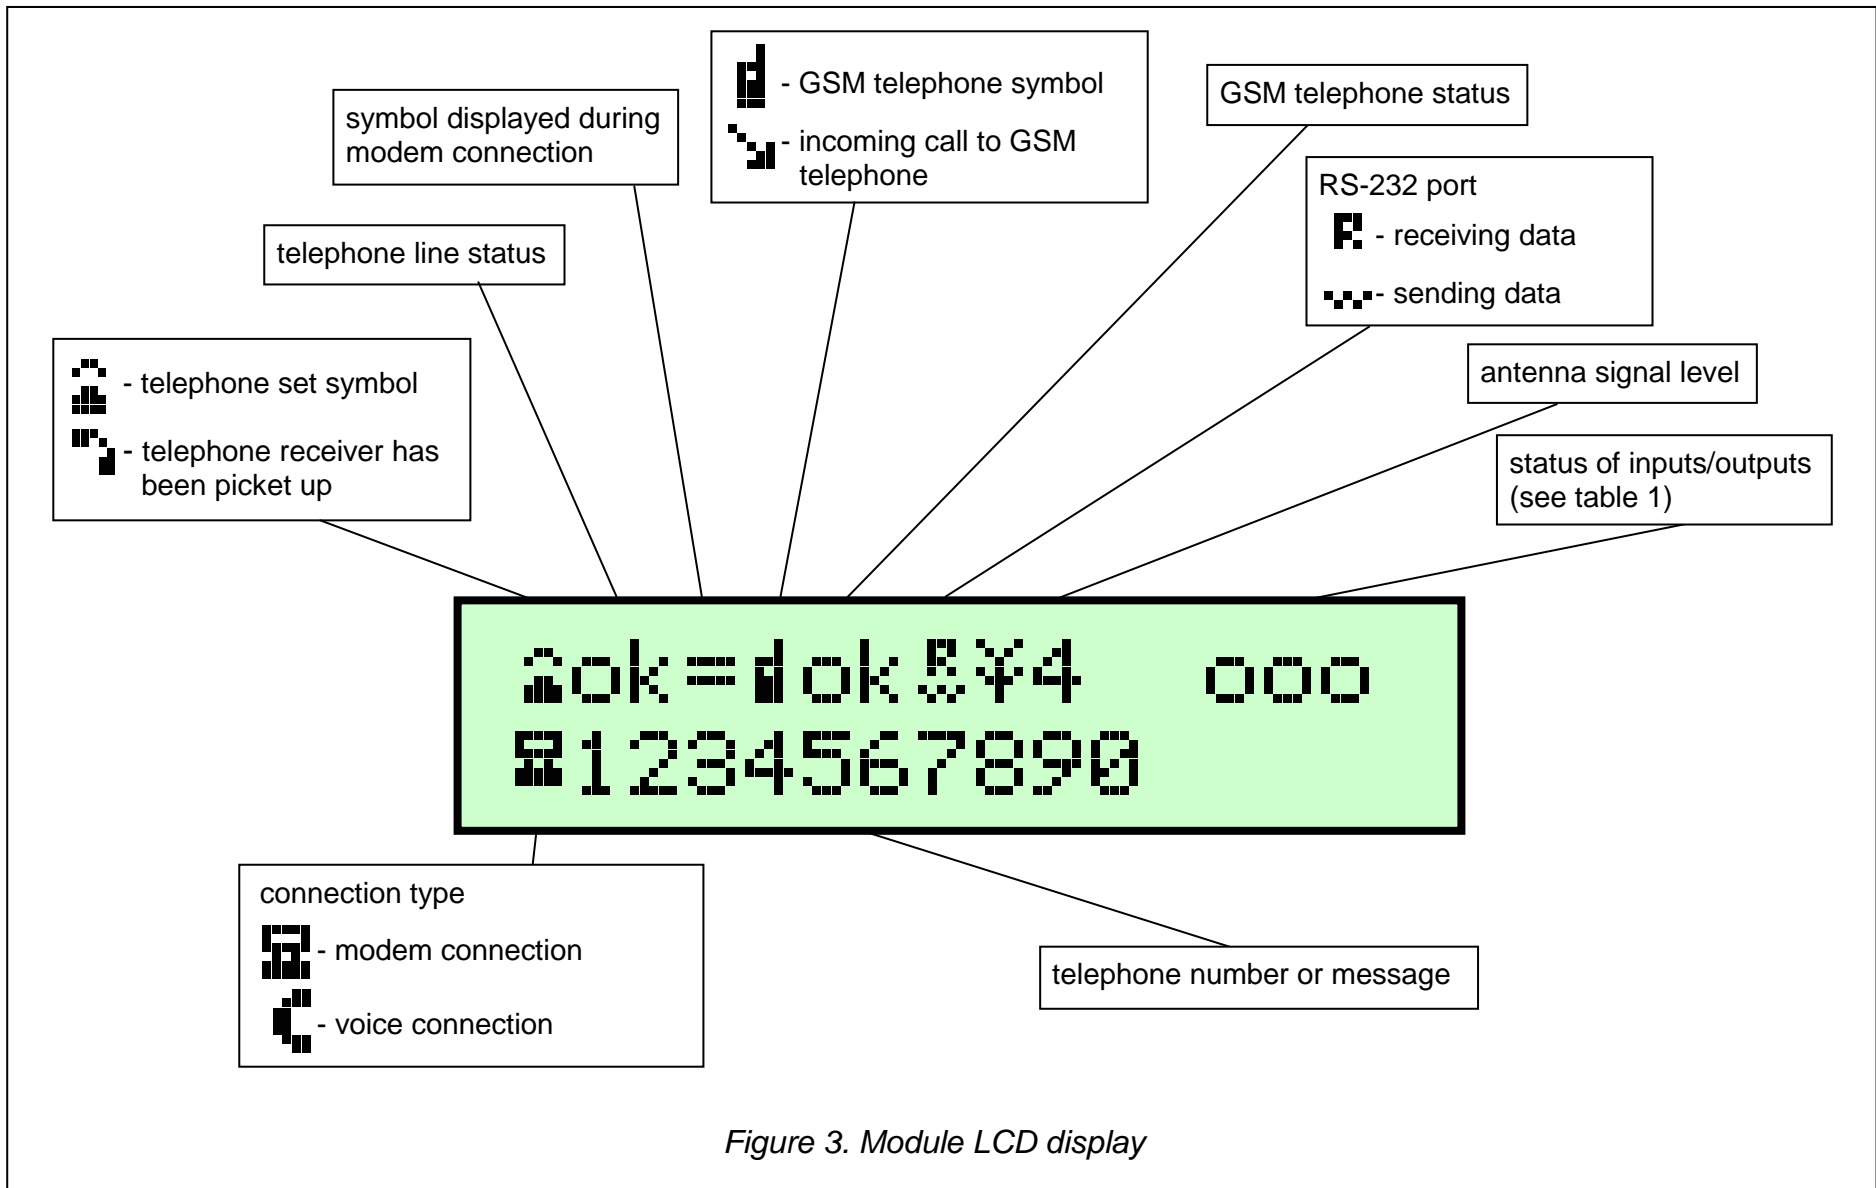 - GSM telephone symbol
- incoming call to GSM
telephone
GSM telephone status
symbol displayed during
modem connection
RS-232 port
R - receiving data
- sending data
telephone line status
antenna signal level
- telephone set symbol
- telephone receiver has
been picket up
status of inputs/outputs
(see table 1)
ok=ok R¥4 ooo
1234567890
connection type
- modem connection
- voice connection
telephone number or message
Figure 3. Module LCD display